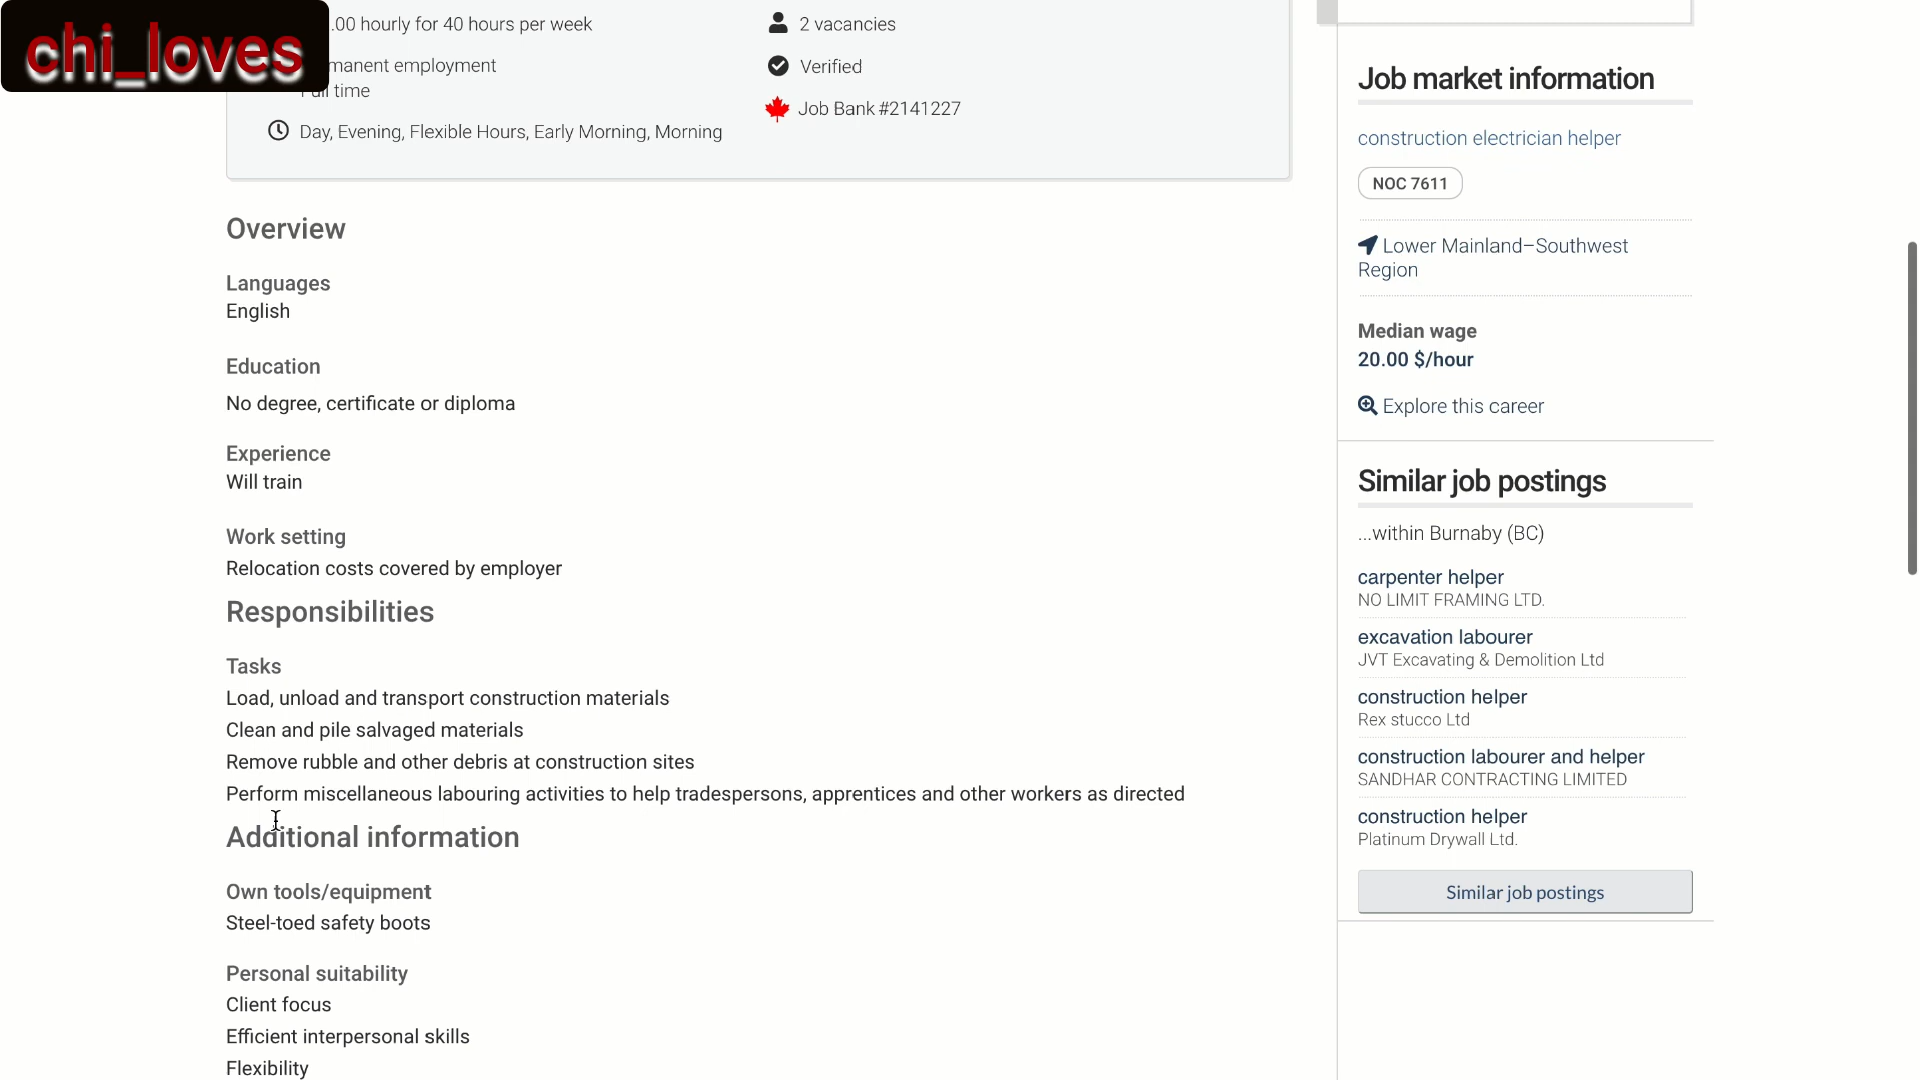 chi_loves
.00 hourly for 40 hours per week
manent employment
Full time
Day, Evening, Flexible Hours, Early Morning, Morning
2 vacancies
Verified
Job Bank #2141227
Overview
Languages
English
Education
No degree, certificate or diploma
Experience
Will train
Work setting
Relocation costs covered by employer
Responsibilities
Tasks
Load, unload and transport construction materials
Clean and pile salvaged materials
Remove rubble and other debris at construction sites
Perform miscellaneous labouring activities to help tradespersons, apprentices and other workers as directed
Additional information
Own tools/equipment
Steel-toed safety boots
Personal suitability
Client focus
Efficient interpersonal skills
Flexibility
Job market information
construction electrician helper
NOC 7611
Lower Mainland–Southwest
Region
Median wage
20.00 $/hour
Explore this career
Similar job postings
...within Burnaby (BC)
carpenter helper
NO LIMIT FRAMING LTD.
excavation labourer
JVT Excavating & Demolition Ltd
construction helper
Rex stucco Ltd
construction labourer and helper
SANDHAR CONTRACTING LIMITED
construction helper
Platinum Drywall Ltd.
Similar job postings